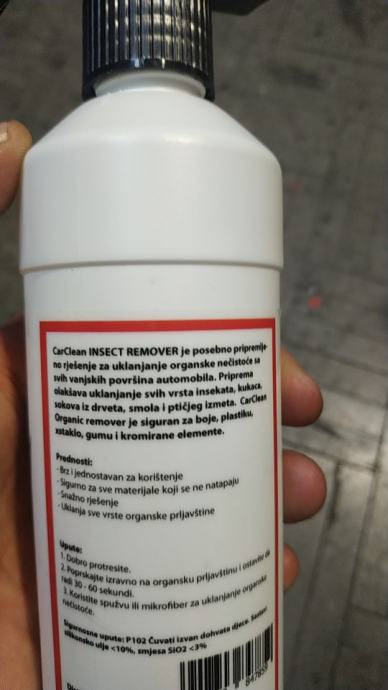 CarClean INSECT REMOVER je posebno pripremlje-
no rješenje za uklanjanje organske nečistoće sa
svih vanjskih površina automobila. Priprema
olakšava uklanjanje svih vrsta insekata, kukaca,
sokova iz drveta, smola i ptičjeg izmeta. CarClean
Organic remover je siguran za boje, plastiku,
staklo, gumu i kromirane elemente.
Prednosti:
- Brz i jednostavan za korištenje
- Sigurno za sve materijale koji se ne natapaju
- Snažno rješenje
- Uklanja sve vrste organske prljavštine
Upute:
1. Dobro protresite.
2. Poprskajte izravno na organsku prljavštinu i ostavite da
radi 30 - 60 sekundi.
3. Koristite spužvu ili mikrofiber za uklanjanje organske
nečistoće.
Sigurnosne upute: P102 Čuvati izvan dohvata djece. Sastav:
silikonsko ulje <10%, smjesa SiO2 <3%